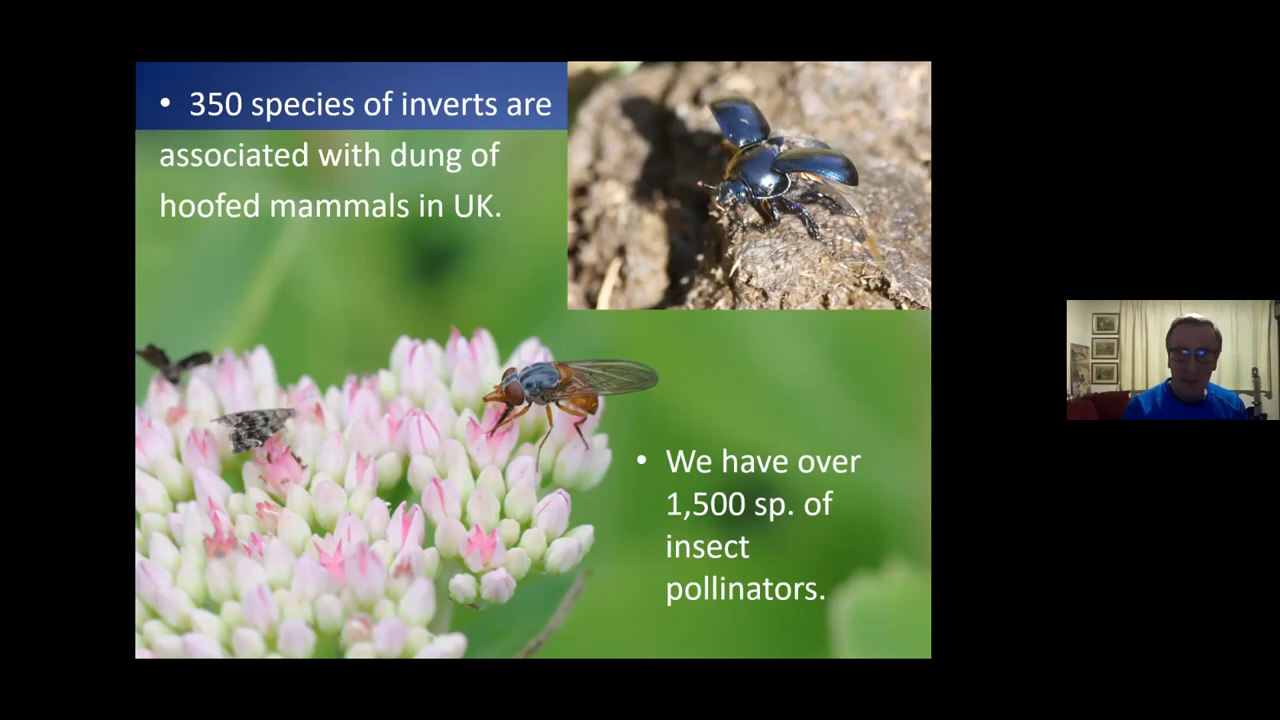 • 350 species of inverts are
associated with dung of
hoofed mammals in UK.
• We have over
1,500 sp. of
insect
pollinators.